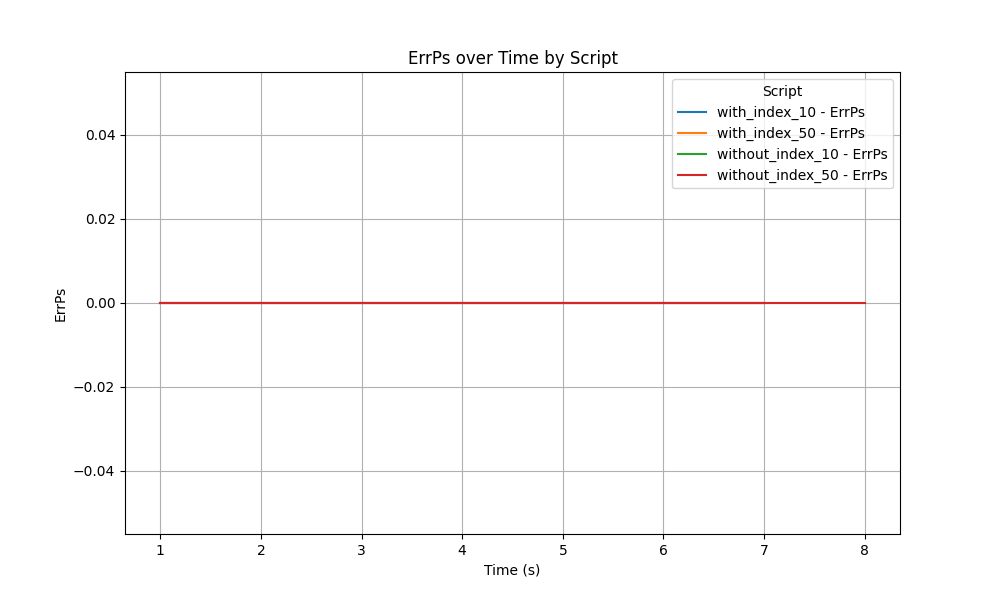 ErrPs over Time by Script
Script
with_index_10 - ErrPs
with_index_50 - ErrPs
without_index_10 - ErrPs
without_index_50 - ErrPs
0.04
0.02
0.00
−0.02
−0.04
ErrPs
1 2 3 4 5 6 7 8
Time (s)